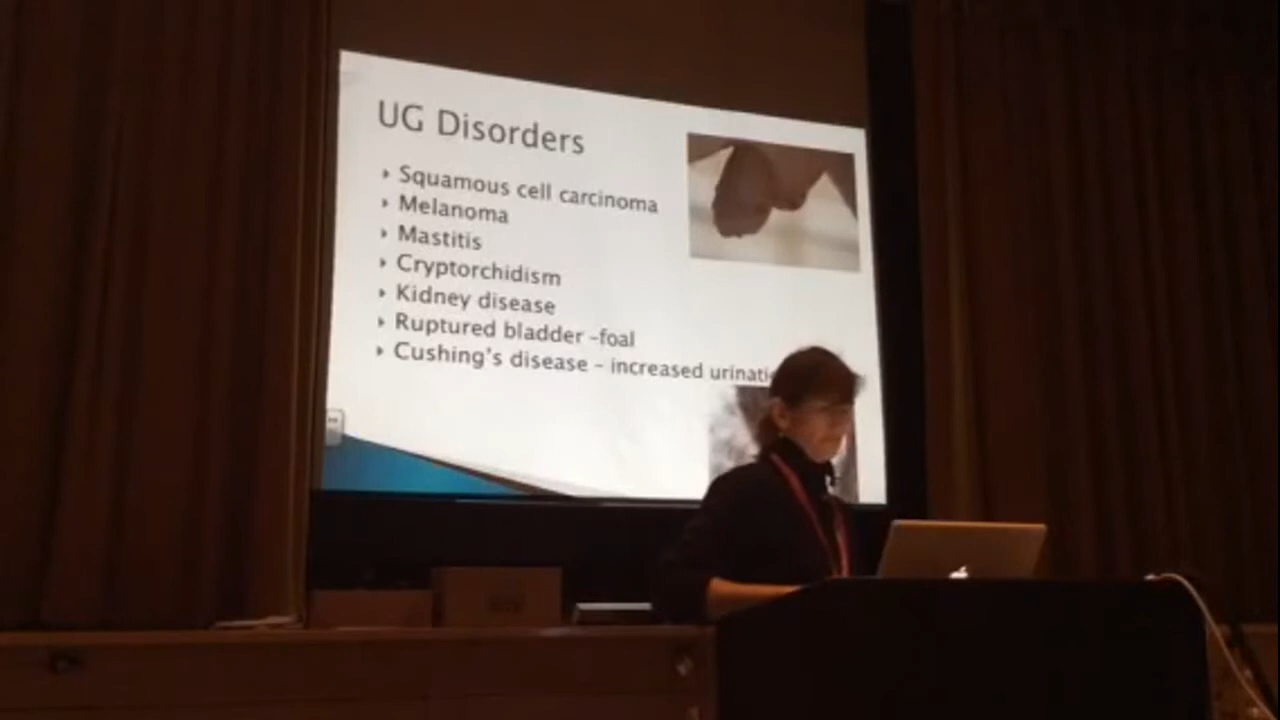 UG Disorders
Squamous cell carcinoma
Melanoma
Mastitis
Cryptorchidism
Kidney disease
Ruptured bladder -foal
Cushing's disease - increased